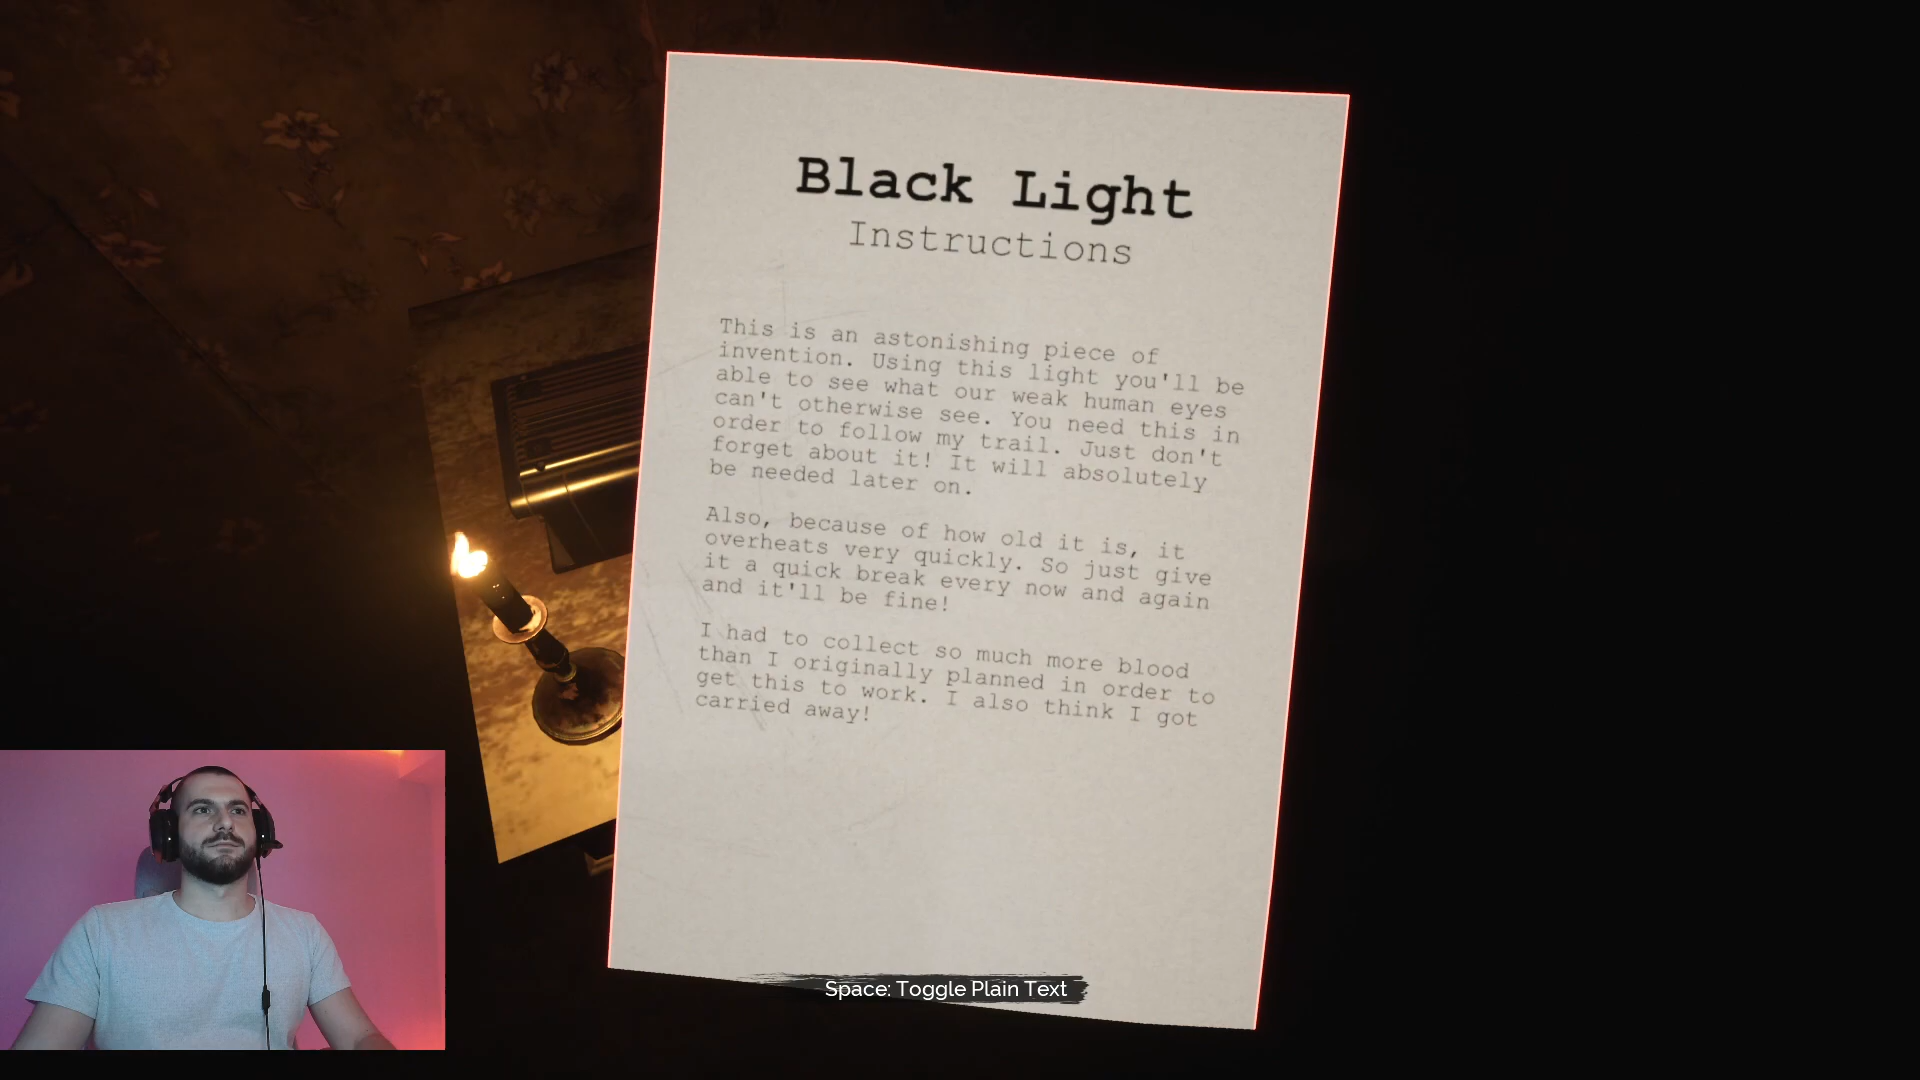 Black Light
Instructions
This is an astonishing piece of
invention. Using this light you'll be
able to see what our weak human eyes
can't otherwise see. You need this in
order to follow my trail. Just don't
forget about it! It will absolutely
be needed later on.
Also, because of how old it is, it
overheats very quickly. So just give
it a quick break every now and again
and it'll be fine!
I had to collect so much more blood
than I originally planned in order to
get this to work. I also think I got
carried away!
Space: Toggle Plain Text